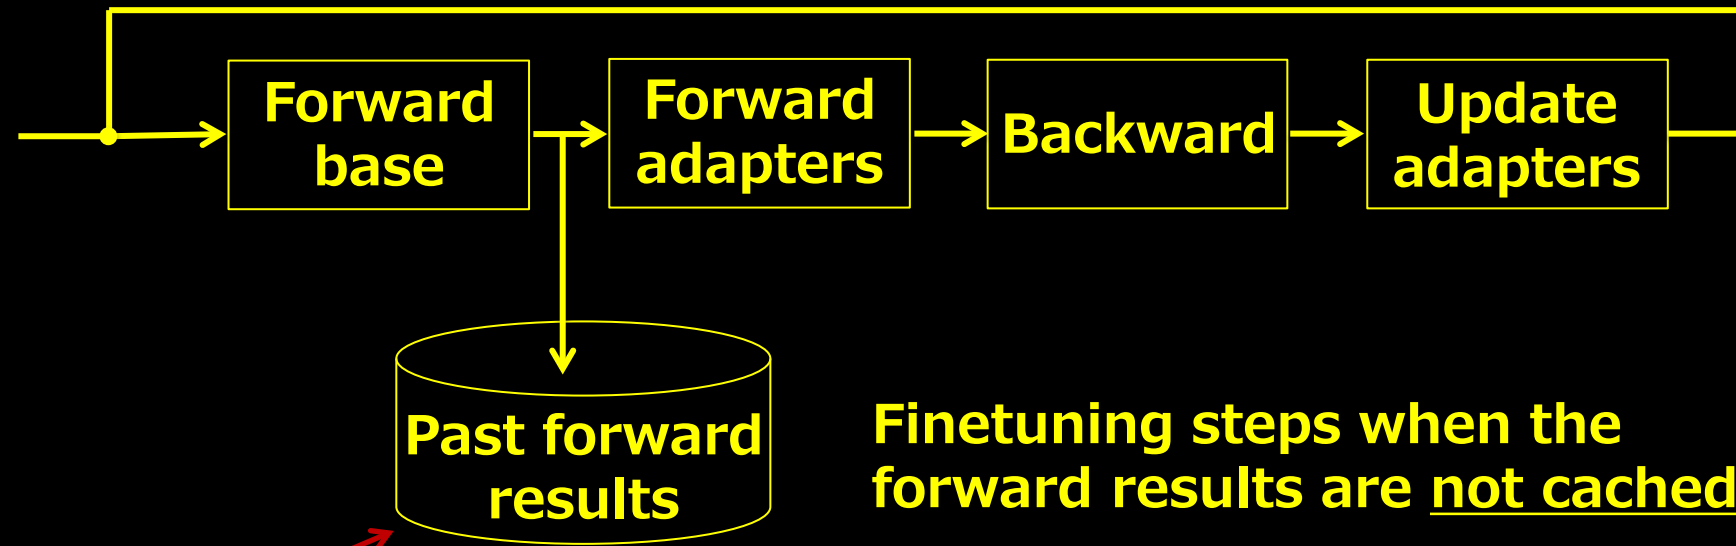 Forward
base
Forward
adapters
Backward
Update
adapters
Past forward
results
Finetuning steps when the
forward results are not cached